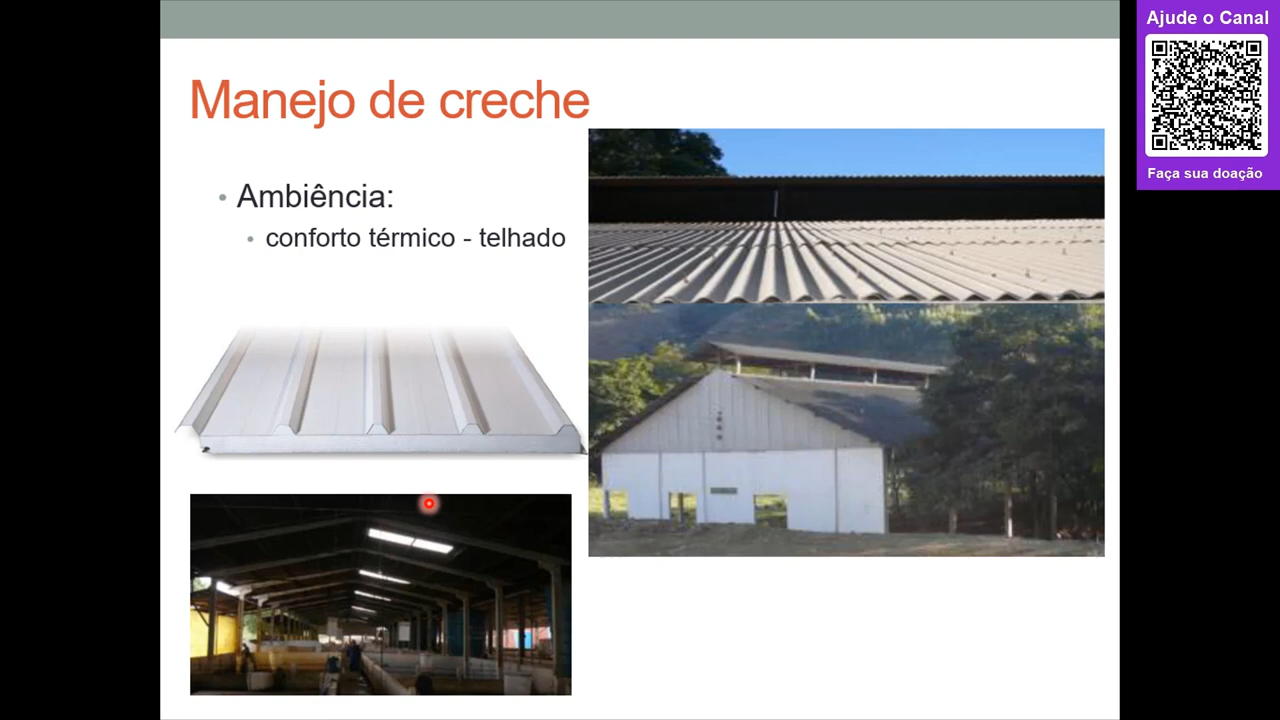 Manejo de creche
• Ambiência:
• conforto térmico - telhado
Ajude o Canal
Faça sua doação